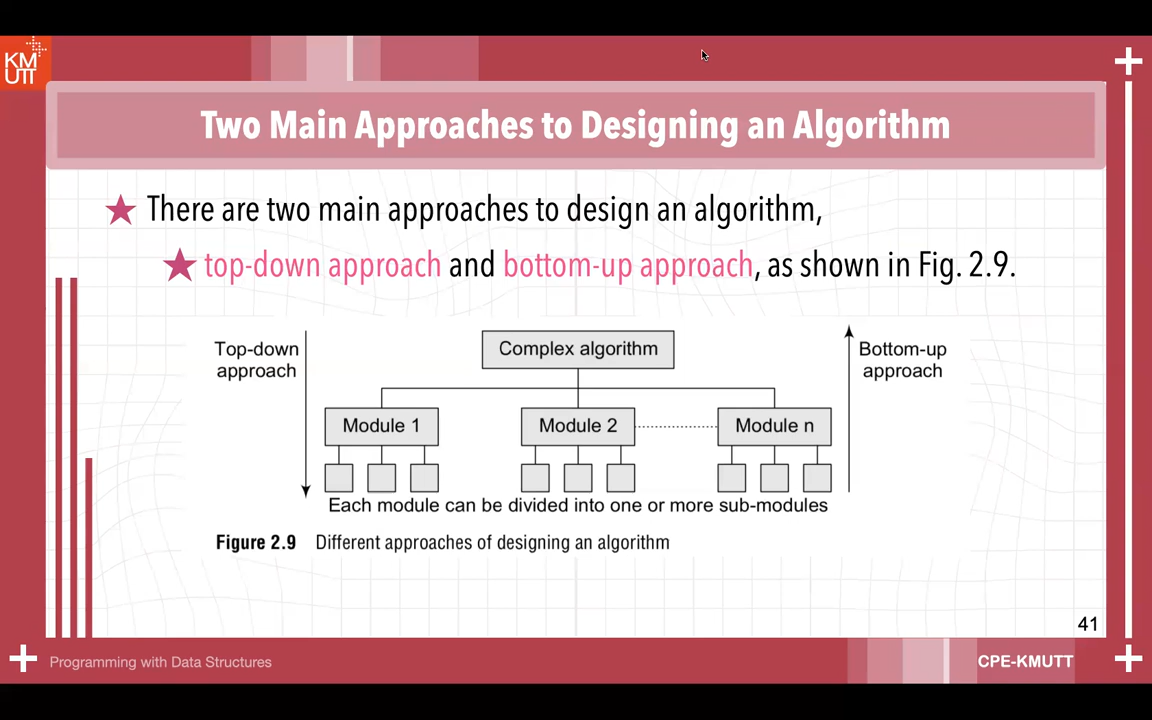 KM
UTT
Two Main Approaches to Designing an Algorithm
There are two main approaches to design an algorithm,
top-down approach and bottom-up approach, as shown in Fig. 2.9.
Top-down
approach
Complex algorithm
Bottom-up
approach
Module 1
Module 2
Module n
Each module can be divided into one or more sub-modules
Figure 2.9 Different approaches of designing an algorithm
41
Programming with Data Structures
CPE-KMUTT